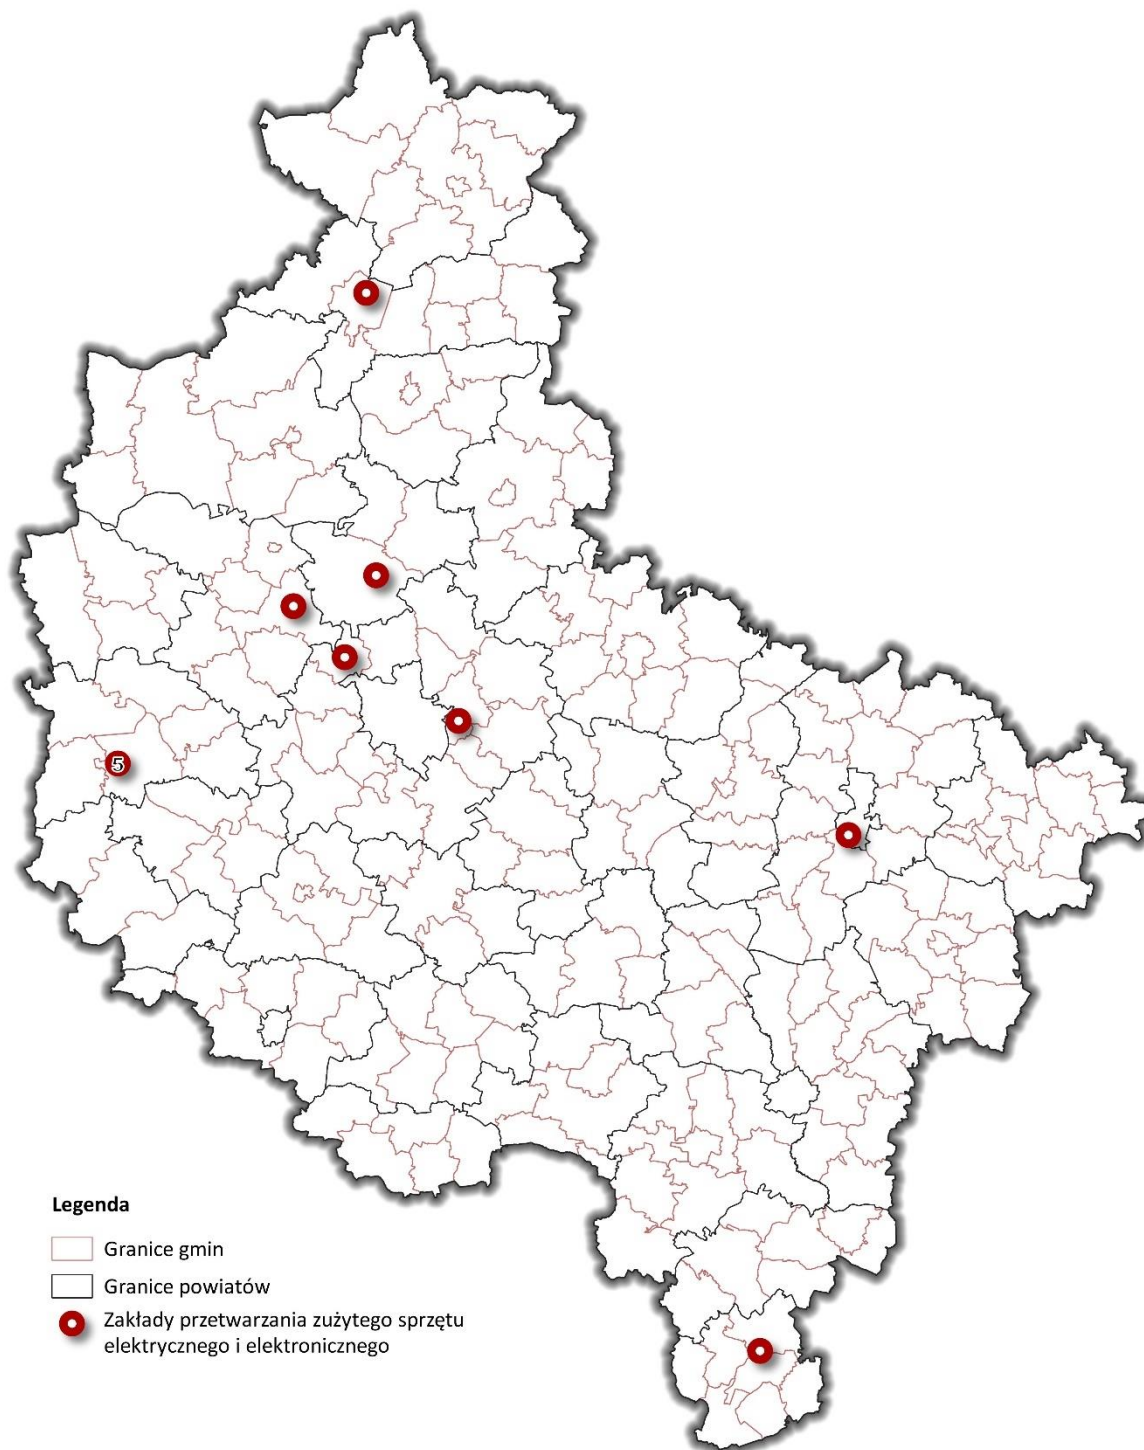 5
Legenda
Granice gmin
Granice powiatów
Zakłady przetwarzania zużytego sprzętu
elektrycznego i elektronicznego